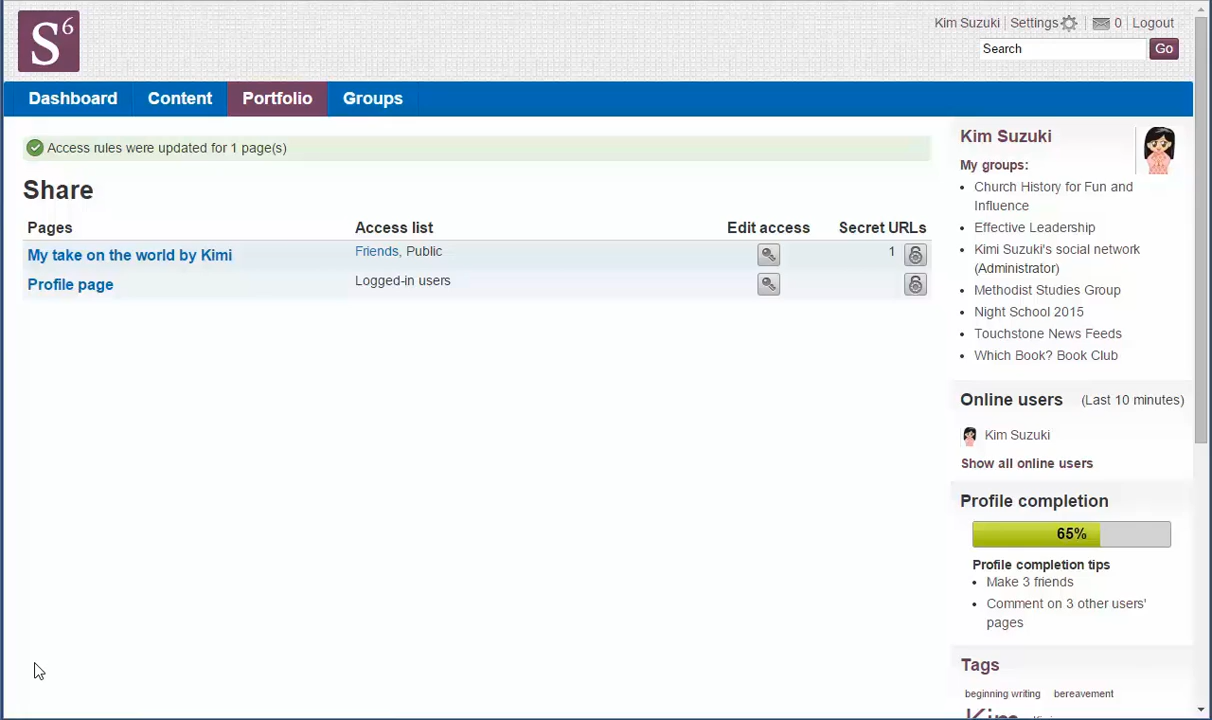 S6
Kim Suzuki | Settings | 0 | Logout
Search Go
Dashboard Content Portfolio Groups
Access rules were updated for 1 page(s)
Share
Pages Access list Edit access Secret URLs
My take on the world by Kimi Friends, Public 1
Profile page Logged-in users
Kim Suzuki
My groups:
• Church History for Fun and
Influence
• Effective Leadership
• Kimi Suzuki's social network
(Administrator)
• Methodist Studies Group
• Night School 2015
• Touchstone News Feeds
• Which Book? Book Club
Online users (Last 10 minutes)
Kim Suzuki
Show all online users
Profile completion
65%
Profile completion tips
• Make 3 friends
• Comment on 3 other users'
pages
Tags
beginning writing bereavement
Kim